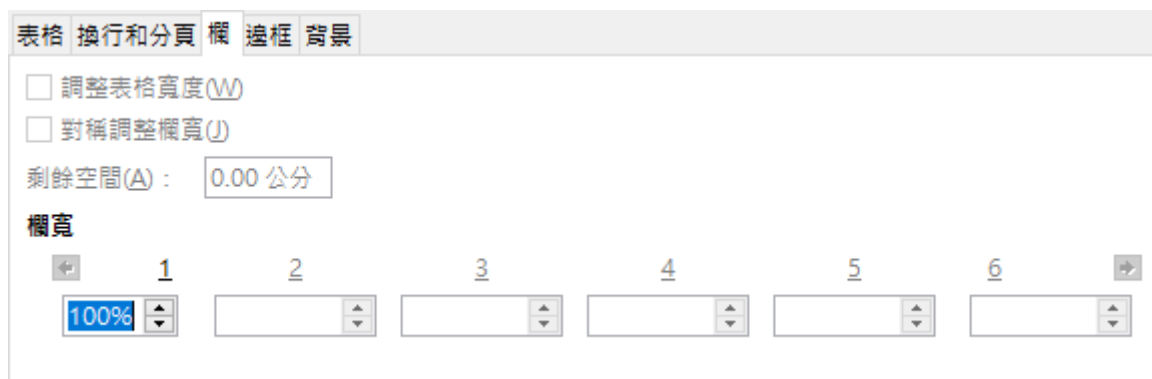 表格 換行和分頁 欄 邊框 背景
調整表格寬度(W)
對稱調整欄寬(J)
剩餘空間(A)： 0.00 公分
欄寬
1 2 3 4 5 6
100%